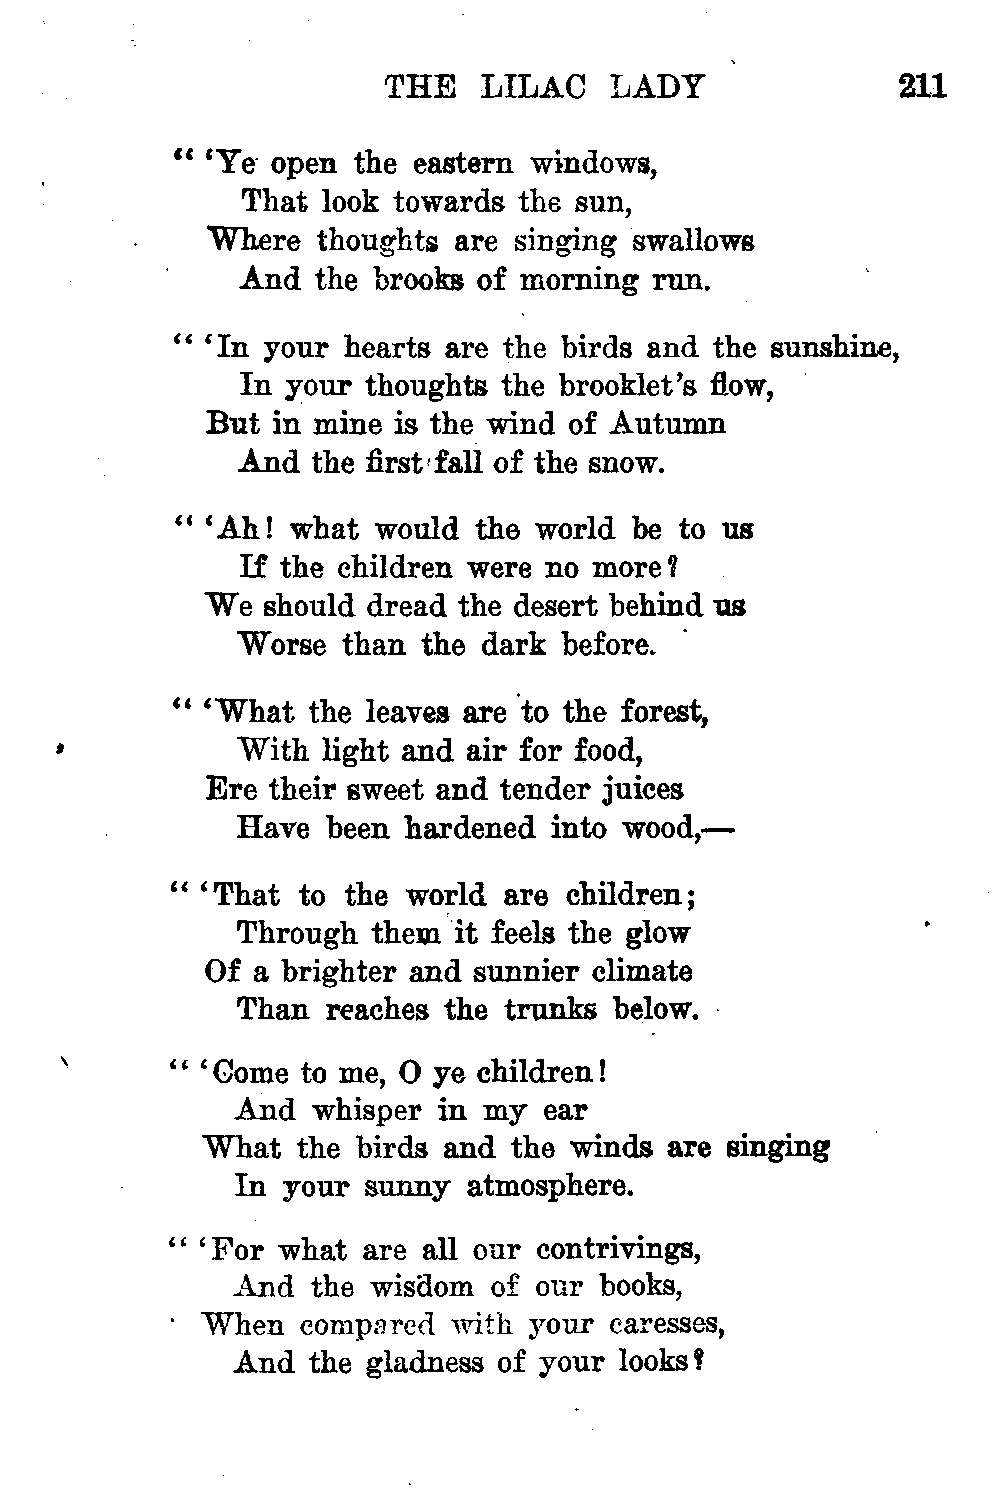 THE LILAC LADY 211
" 'Ye open the eastern windows,
That look towards the sun,
Where thoughts are singing swallows
And the brooks of morning run.
" 'In your hearts are the birds and the sunshine,
In your thoughts the brooklet's flow,
But in mine is the wind of Autumn
And the first fall of the snow.
" 'Ah! what would the world be to us
If the children were no more?
We should dread the desert behind us
Worse than the dark before.
" 'What the leaves are to the forest,
With light and air for food,
Ere their sweet and tender juices
Have been hardened into wood,—
" 'That to the world are children;
Through them it feels the glow
Of a brighter and sunnier climate
Than reaches the trunks below.
" 'Come to me, O ye children!
And whisper in my ear
What the birds and the winds are singing
In your sunny atmosphere.
" 'For what are all our contrivings,
And the wisdom of our books,
When compared with your caresses,
And the gladness of your looks?